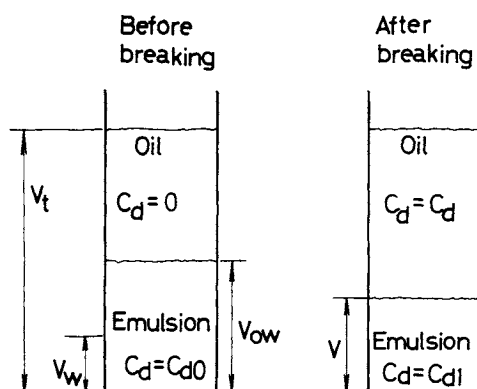 Before
breaking
After
breaking
Oil
C_d = 0
V_t
Emulsion
C_d = C_d0
V_w
V_ow
Oil
C_d = C_d
V
Emulsion
C_d = C_d1